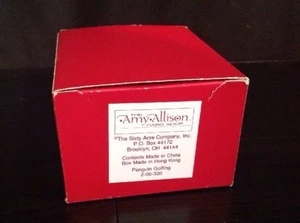 THE
Amy Allison
©The Sixty Acre Company, Inc.
P.O. Box 44172
Brooklyn, OH 44144
Contents Made in China
Box Made in Hong Kong
Penguin Golfing
2-00-300